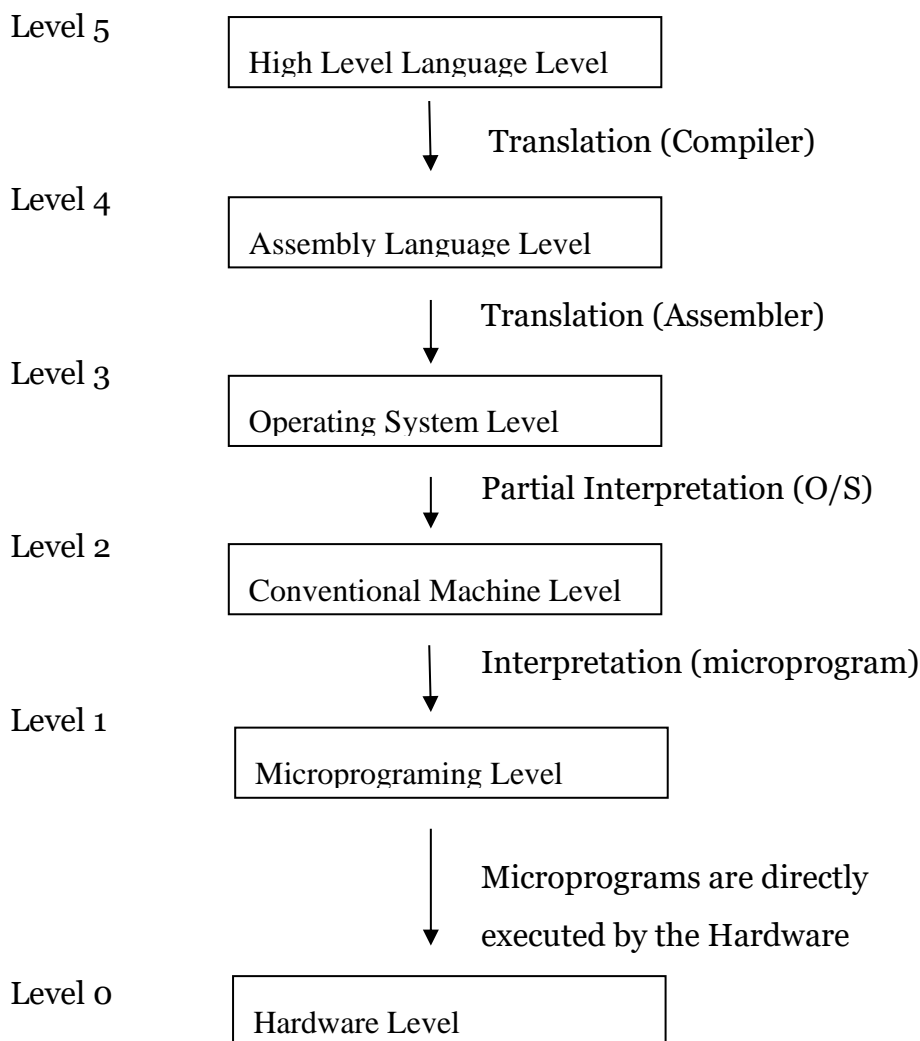 Level 5
High Level Language Level
Translation (Compiler)
Level 4
Assembly Language Level
Translation (Assembler)
Level 3
Operating System Level
Partial Interpretation (O/S)
Level 2
Conventional Machine Level
Interpretation (microprogram)
Level 1
Microprograming Level
Microprograms are directly
executed by the Hardware
Level 0
Hardware Level